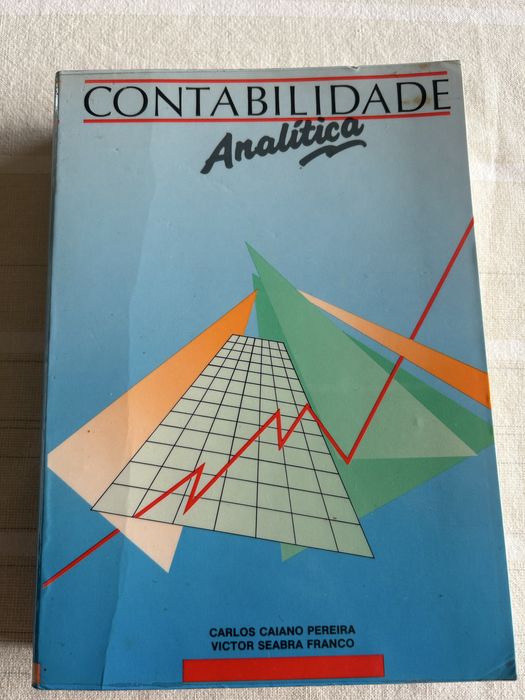 CONTABILIDADE
Analítica
CARLOS CAIANO PEREIRA
VICTOR SEABRA FRANCO